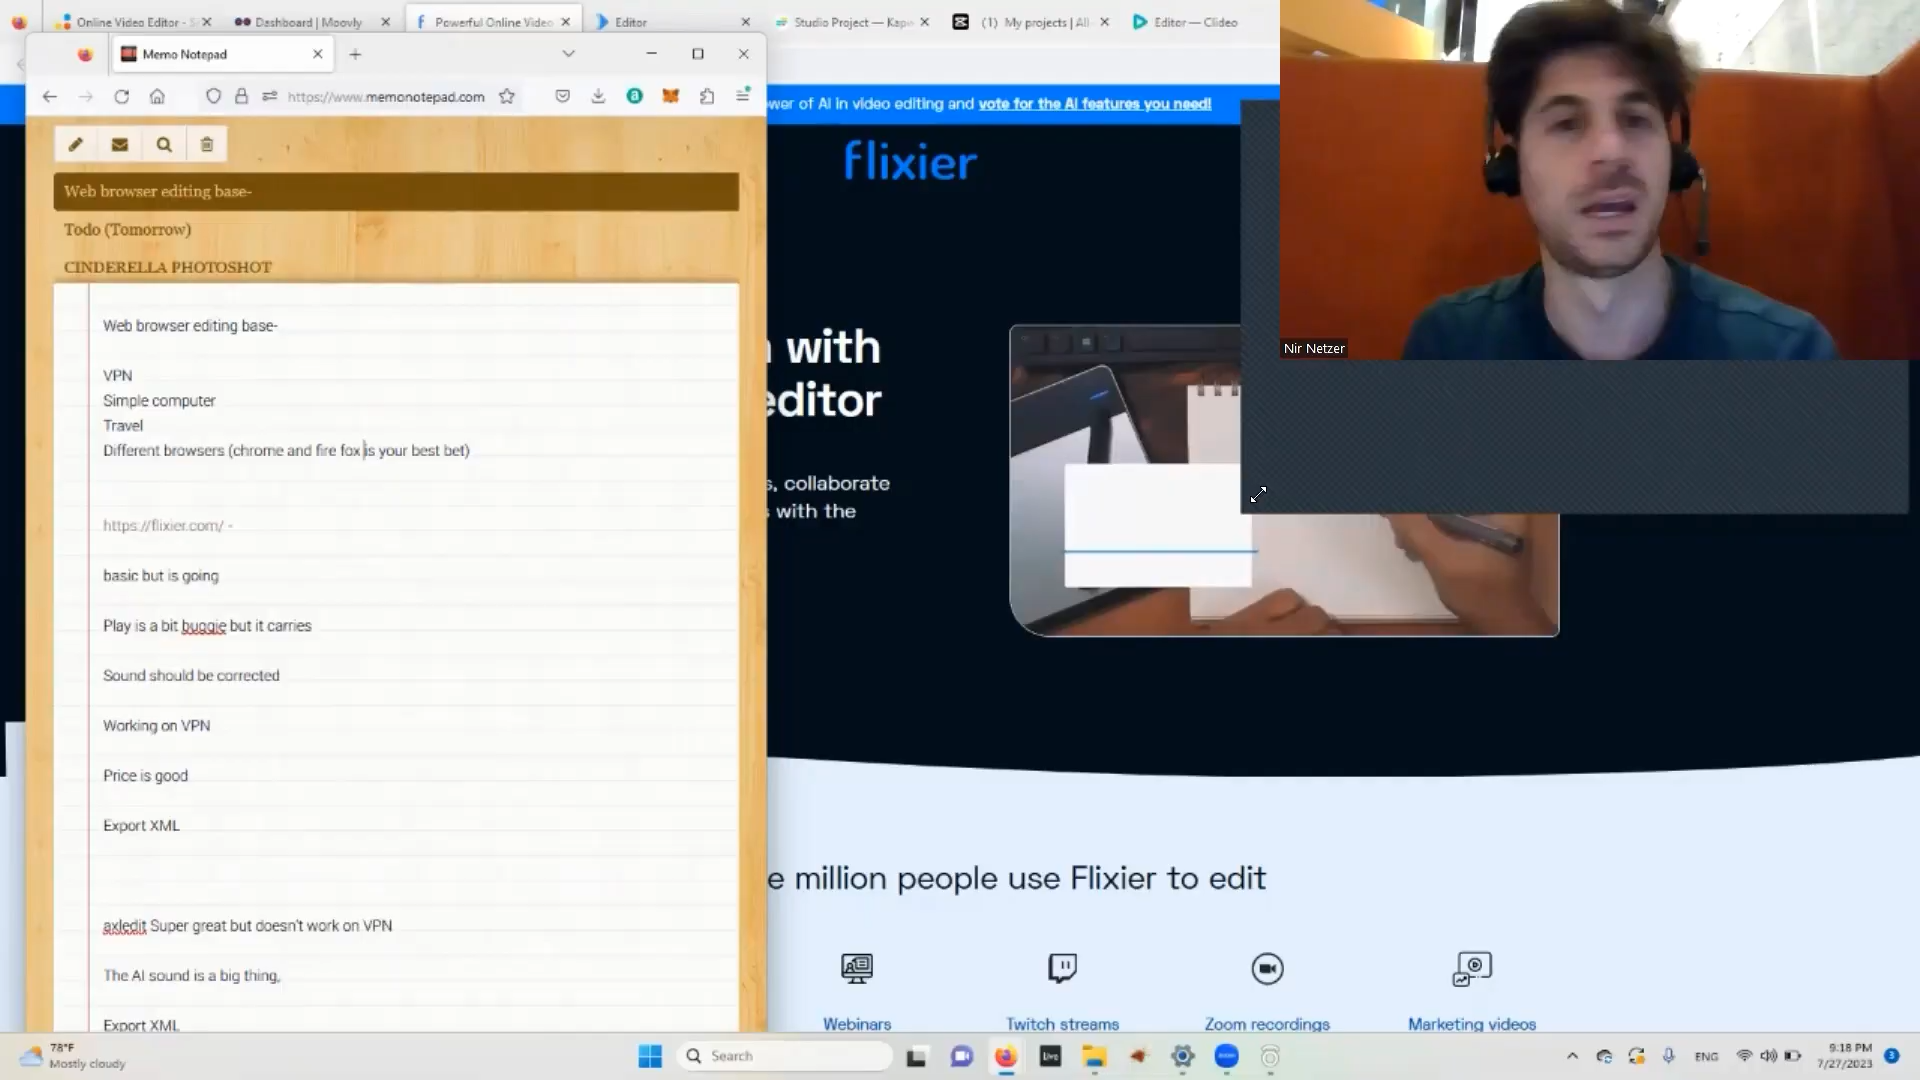 Online Video Editor - S
Dashboard | Moovly
Powerful Online Video
Editor
Studio Project — Kapw
(1) My projects | All
Editor — Clideo
Memo Notepad
https://www.memonotepad.com
wer of AI in video editing and vote for the AI features you need!
flixier
Web browser editing base-
Todo (Tomorrow)
CINDERELLA PHOTOSHOT
Web browser editing base-
VPN
Simple computer
Travel
Different browsers (chrome and fire fox is your best bet)
https://flixier.com/ -
basic but is going
Play is a bit buggie but it carries
Sound should be corrected
Working on VPN
Price is good
Export XML
axledit Super great but doesn't work on VPN
The AI sound is a big thing,
Export XML
with
editor
s, collaborate
s with the
Nir Netzer
e million people use Flixier to edit
Webinars
Twitch streams
Zoom recordings
Marketing videos
78°F
Mostly cloudy
Search
Live
zoom
ENG
9:18 PM
7/27/2023
3